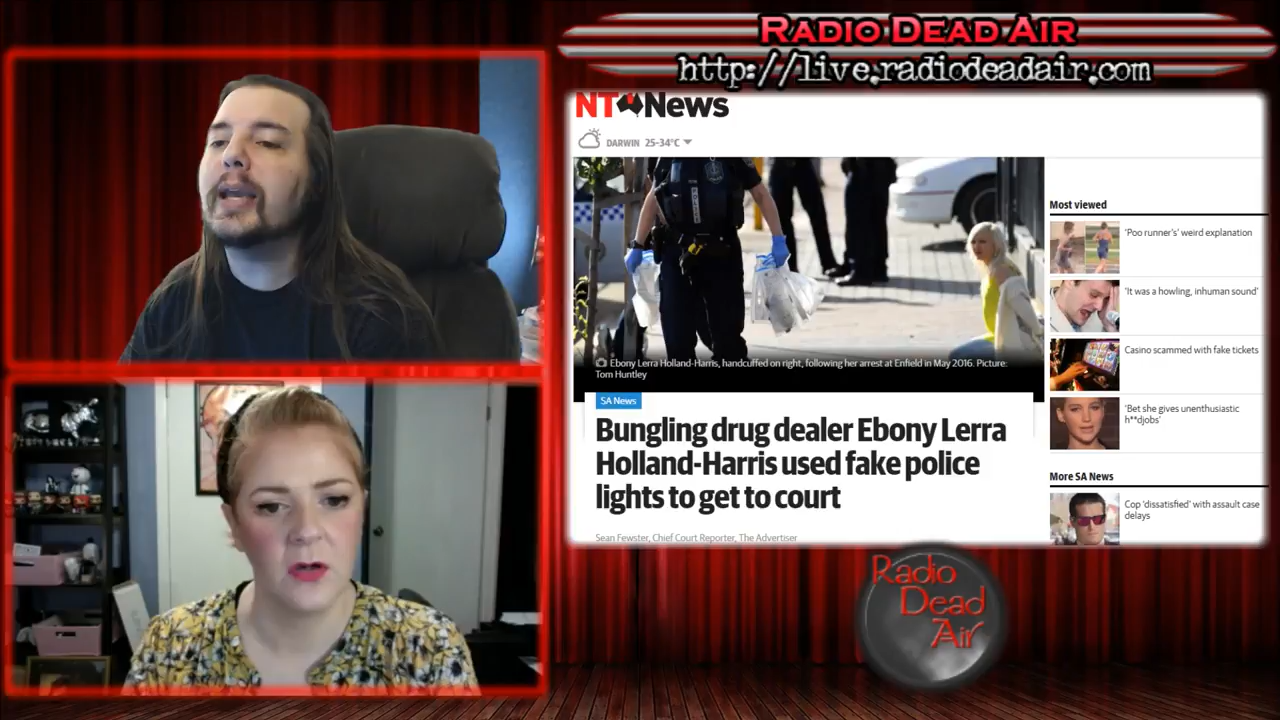 Radio Dead Air
http://live.radiodeadair.com
NT News
DARWIN 25-34°C
POLICE
Ebony Lerra Holland-Harris, handcuffed on right, following her arrest at Enfield in May 2016. Picture:
Tom Huntley
SA News
Bungling drug dealer Ebony Lerra
Holland-Harris used fake police
lights to get to court
Sean Fewster, Chief Court Reporter, The Advertiser
Most viewed
'Poo runner's' weird explanation
'It was a howling, inhuman sound'
Casino scammed with fake tickets
'Bet she gives unenthusiastic
h**djobs'
More SA News
Cop 'dissatisfied' with assault case
delays
Radio
Dead
Air